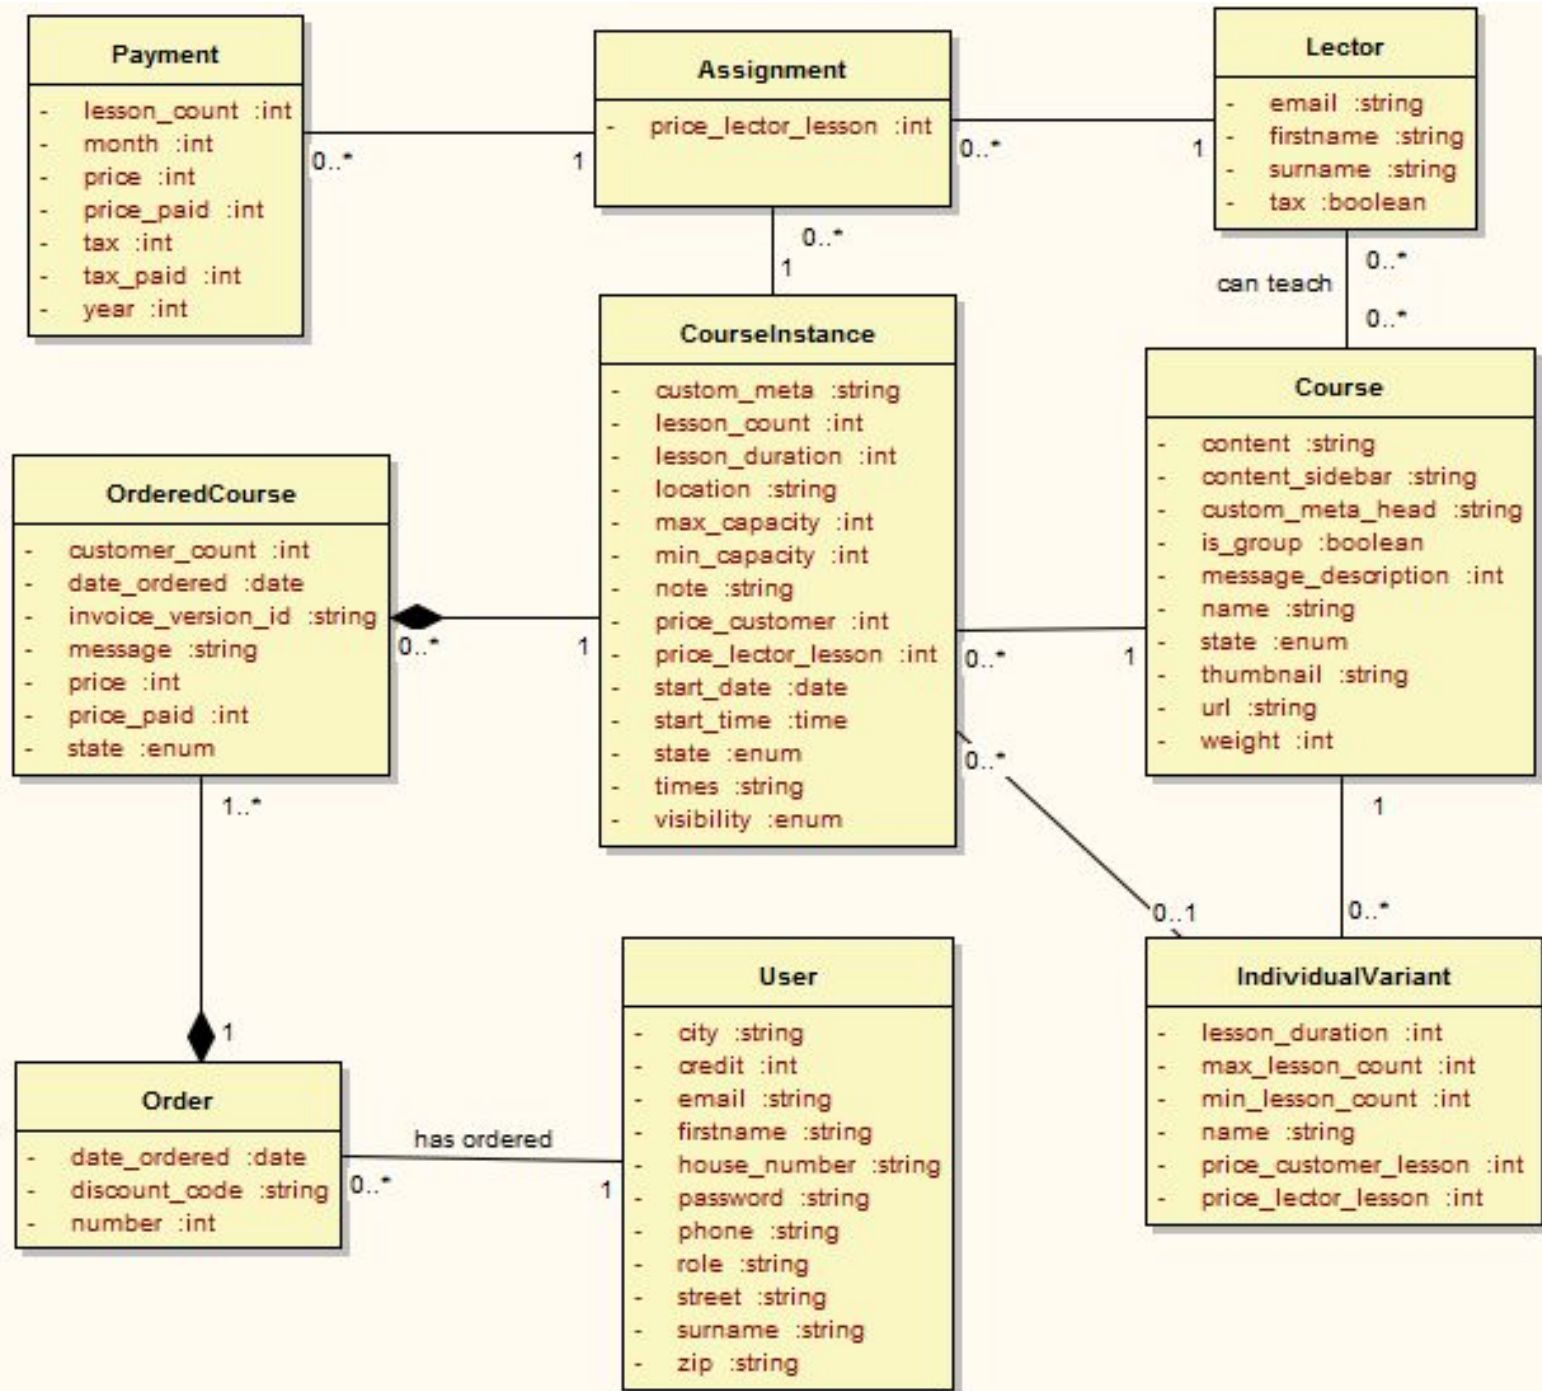 Payment
- lesson_count :int
- month :int
- price :int
- price_paid :int
- tax :int
- tax_paid :int
- year :int
0..*
1
Assignment
- price_lector_lesson :int
0..*
1
Lector
- email :string
- firstname :string
- surname :string
- tax :boolean
0..*
1
can teach
0..*
0..*
CourseInstance
- custom_meta :string
- lesson_count :int
- lesson_duration :int
- location :string
- max_capacity :int
- min_capacity :int
- note :string
- price_customer :int
- price_lector_lesson :int
- start_date :date
- start_time :time
- state :enum
- times :string
- visibility :enum
Course
- content :string
- content_sidebar :string
- custom_meta_head :string
- is_group :boolean
- message_description :int
- name :string
- state :enum
- thumbnail :string
- url :string
- weight :int
OrderedCourse
- customer_count :int
- date_ordered :date
- invoice_version_id :string
- message :string
- price :int
- price_paid :int
- state :enum
0..*
1
0..*
1
0..*
0..1
1
0..*
1..*
1
Order
- date_ordered :date
- discount_code :string
- number :int
has ordered
0..*
1
User
- city :string
- credit :int
- email :string
- firstname :string
- house_number :string
- password :string
- phone :string
- role :string
- street :string
- surname :string
- zip :string
IndividualVariant
- lesson_duration :int
- max_lesson_count :int
- min_lesson_count :int
- name :string
- price_customer_lesson :int
- price_lector_lesson :int